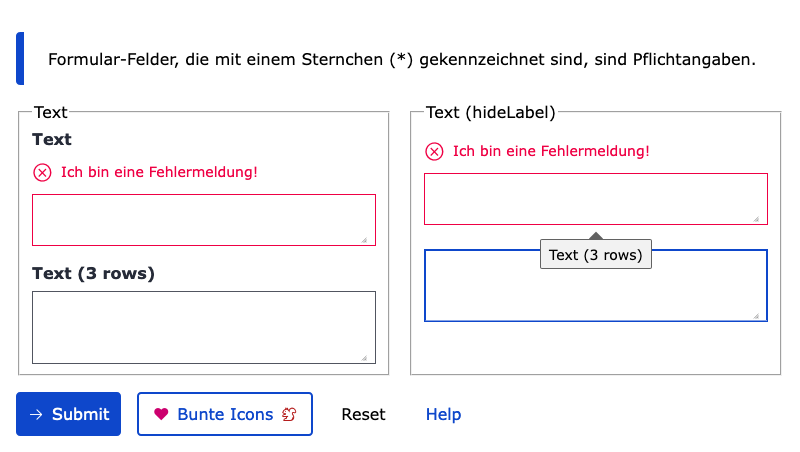 Formular-Felder, die mit einem Sternchen (*) gekennzeichnet sind, sind Pflichtangaben.
Text
Text
Ich bin eine Fehlermeldung!
Text (3 rows)
Text (hideLabel)
Ich bin eine Fehlermeldung!
Text (3 rows)
Submit
Bunte Icons
Reset
Help